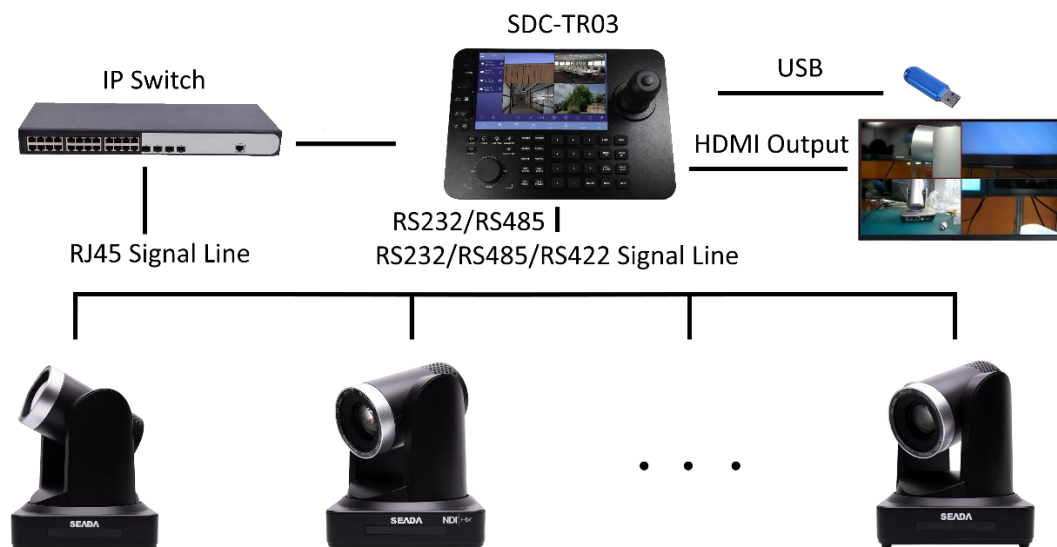 SDC-TR03
IP Switch
USB
HDMI Output
RS232/RS485
RJ45 Signal Line
RS232/RS485/RS422 Signal Line
SEADA
SEADA
NDI HX
SEADA